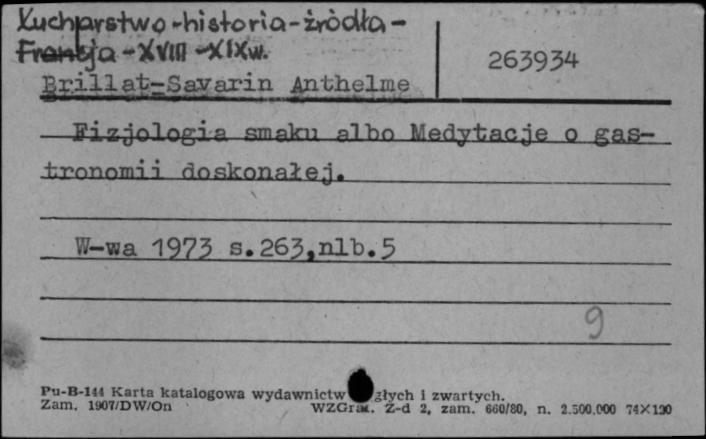 Kucharstwo-historia-źródła-
Francja-XVIII-XIXw.
263934
Brillat-Savarin Anthelme
Fizjologia smaku albo Medytacje o gas-
tronomii doskonałej.
W-wa 1973 s.263,nlb.5
9
Pu-B-144 Karta katalogowa wydawnictw głych i zwartych.
Zam. 1907/DW/On WZGraf. Z-d 2, zam. 660/80, n. 2.500.000 74X120